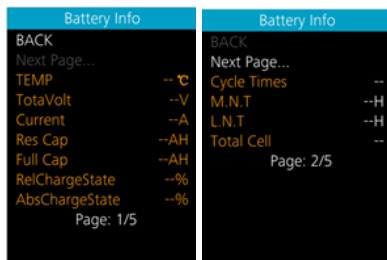 Battery Info
BACK
Next Page...
TEMP -- ℃
TotaVolt --V
Current --A
Res Cap --AH
Full Cap --AH
RelChargeState --%
AbsChargeState --%
Page: 1/5
Battery Info
BACK
Next Page...
Cycle Times --
M.N.T --H
L.N.T --H
Total Cell --
Page: 2/5